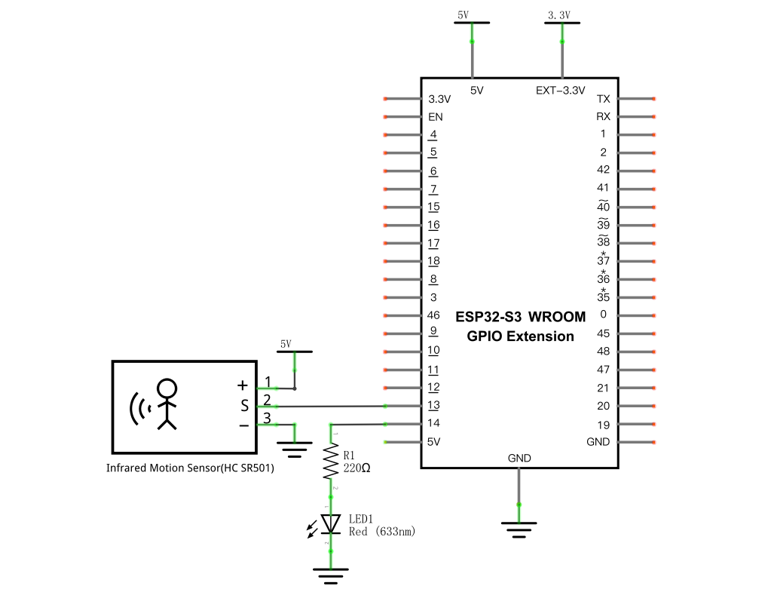 5V
3.3V
5V
EXT-3.3V
3.3V
TX
EN
RX
4
1
5
2
6
42
7
41
15
40
16
39
17
38
18
37
8
36
3
35
46
0
ESP32-S3 WROOM
GPIO Extension
9
45
10
48
11
47
12
21
13
20
14
19
5V
GND
GND
5V
+
1
S
2
−
3
Infrared Motion Sensor(HC SR501)
R1
220Ω
LED1
Red (633nm)